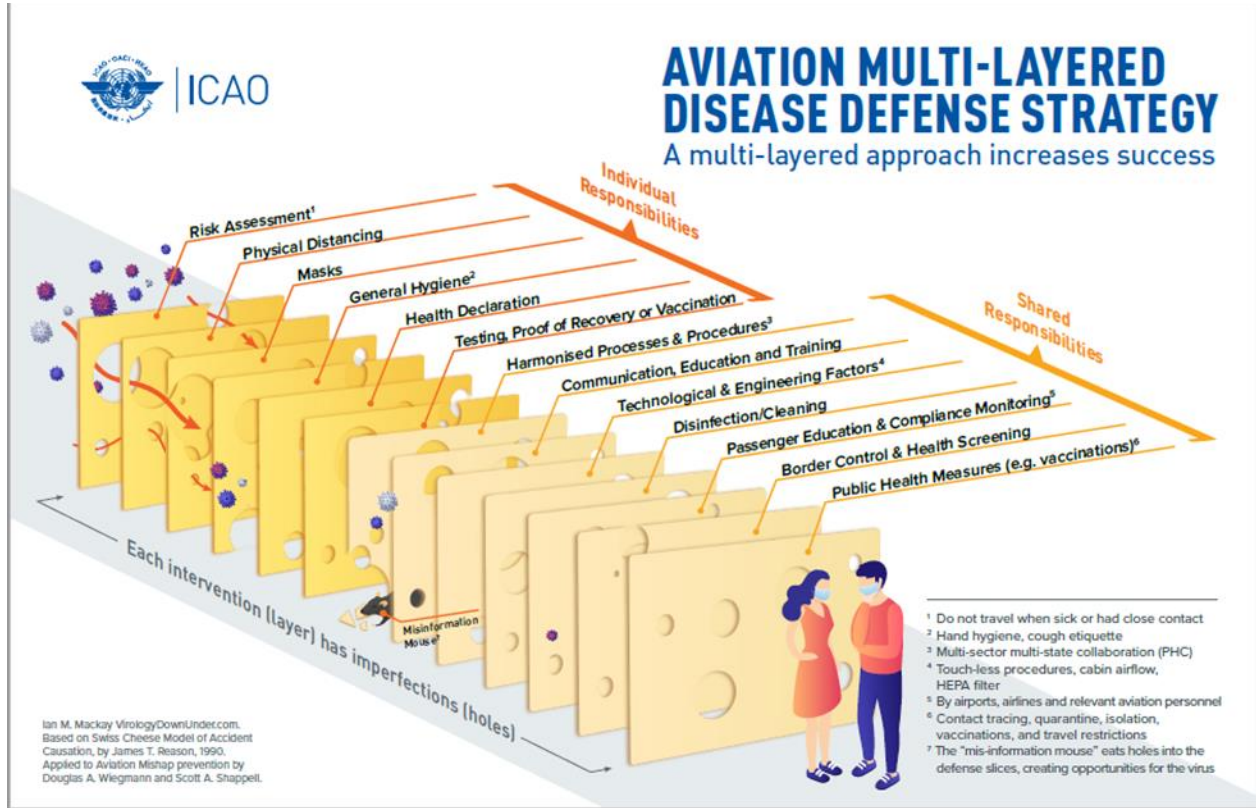 ICAO · OACI · ИКАО
ICAO
AVIATION MULTI-LAYERED
DISEASE DEFENSE STRATEGY
A multi-layered approach increases success
Individual
Responsibilities
Risk Assessment¹
Physical Distancing
Masks
General Hygiene²
Health Declaration
Testing, Proof of Recovery or Vaccination
Shared
Responsibilities
Harmonised Processes & Procedures³
Communication, Education and Training
Technological & Engineering Factors⁴
Disinfection/Cleaning
Passenger Education & Compliance Monitoring⁵
Border Control & Health Screening
Public Health Measures (e.g. vaccinations)⁶
Each intervention (layer) has imperfections (holes)
Misinformation
Mouse⁷
¹ Do not travel when sick or had close contact
² Hand hygiene, cough etiquette
³ Multi-sector multi-state collaboration (PHC)
⁴ Touch-less procedures, cabin airflow,
HEPA filter
⁵ By airports, airlines and relevant aviation personnel
⁶ Contact tracing, quarantine, isolation,
vaccinations, and travel restrictions
⁷ The "mis-information mouse" eats holes into the
defense slices, creating opportunities for the virus
Ian M. Mackay VirologyDownUnder.com.
Based on Swiss Cheese Model of Accident
Causation, by James T. Reason, 1990.
Applied to Aviation Mishap prevention by
Douglas A. Wiegmann and Scott A. Shappell.